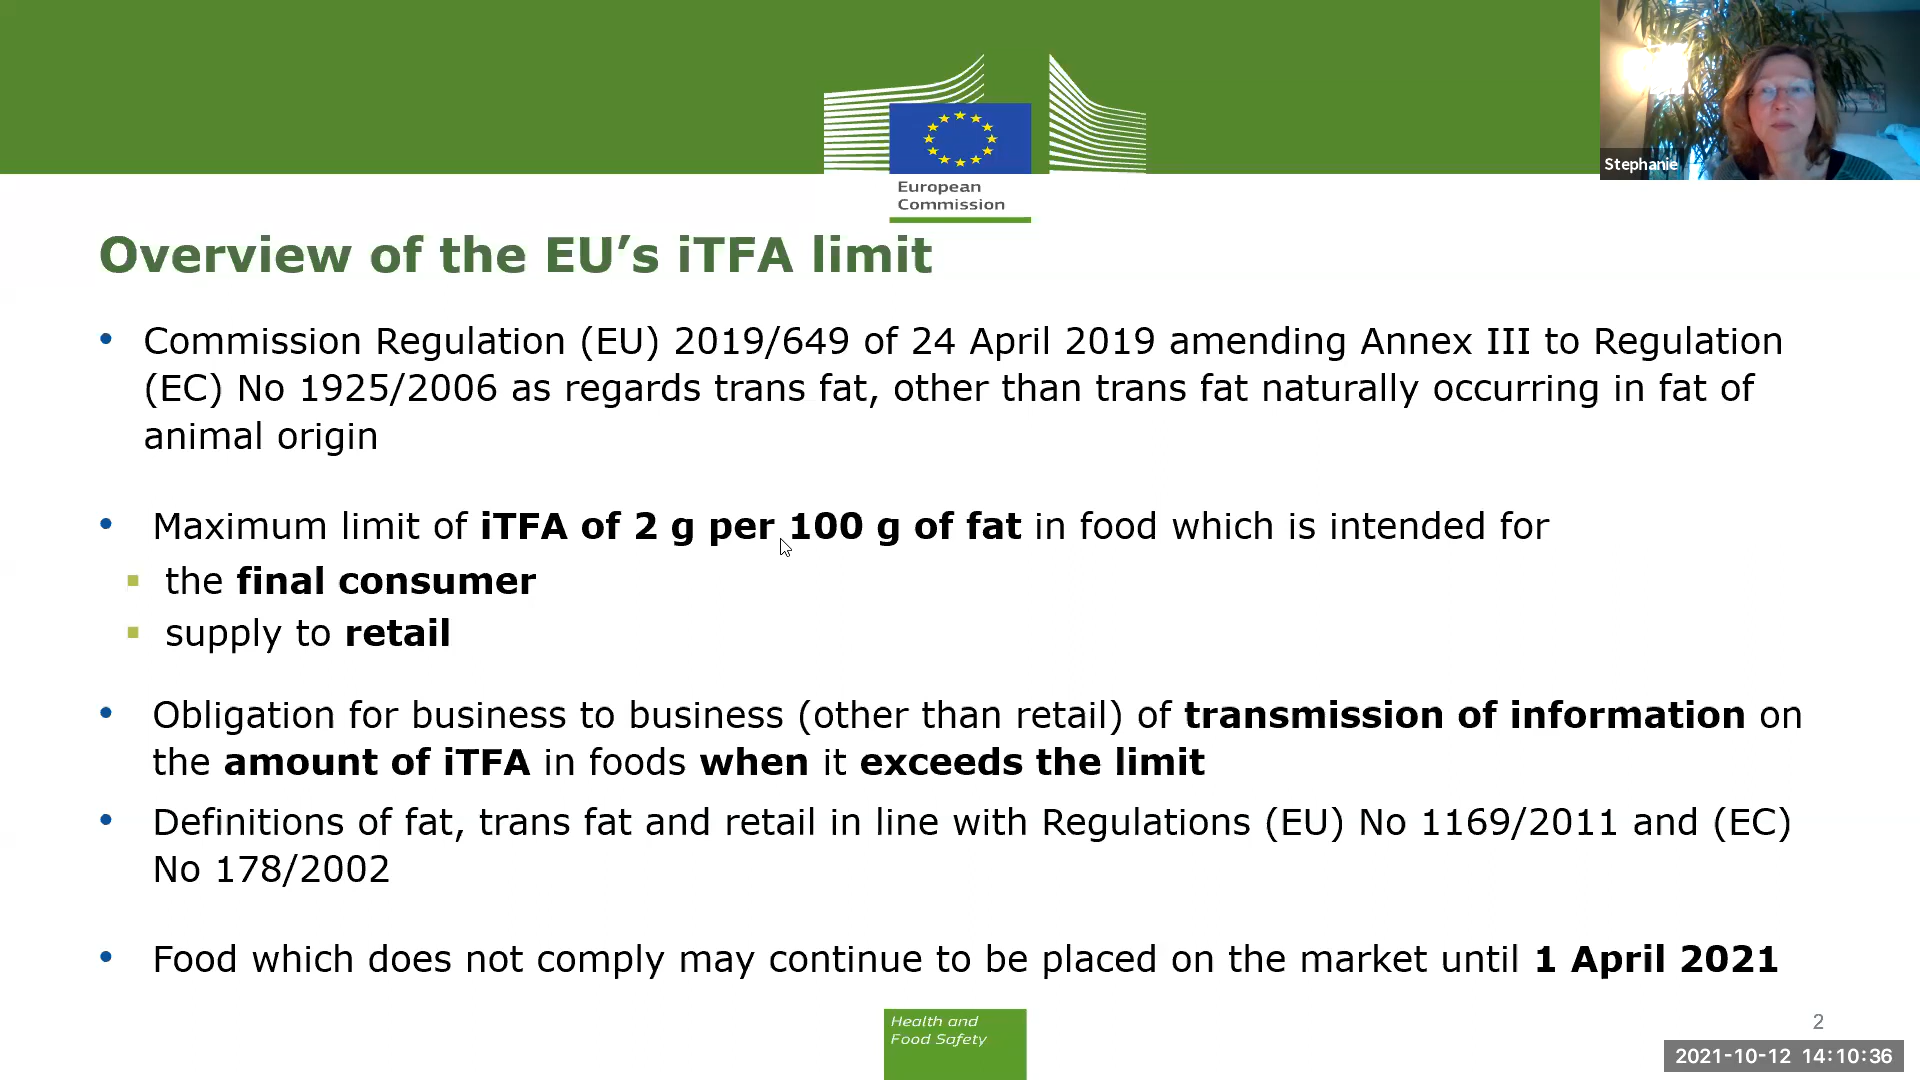 Stephanie
European
Commission
Overview of the EU’s iTFA limit
• Commission Regulation (EU) 2019/649 of 24 April 2019 amending Annex III to Regulation
(EC) No 1925/2006 as regards trans fat, other than trans fat naturally occurring in fat of
animal origin
• Maximum limit of iTFA of 2 g per 100 g of fat in food which is intended for
▪ the final consumer
▪ supply to retail
• Obligation for business to business (other than retail) of transmission of information on
the amount of iTFA in foods when it exceeds the limit
• Definitions of fat, trans fat and retail in line with Regulations (EU) No 1169/2011 and (EC)
No 178/2002
• Food which does not comply may continue to be placed on the market until 1 April 2021
Health and
Food Safety
2
2021-10-12 14:10:36